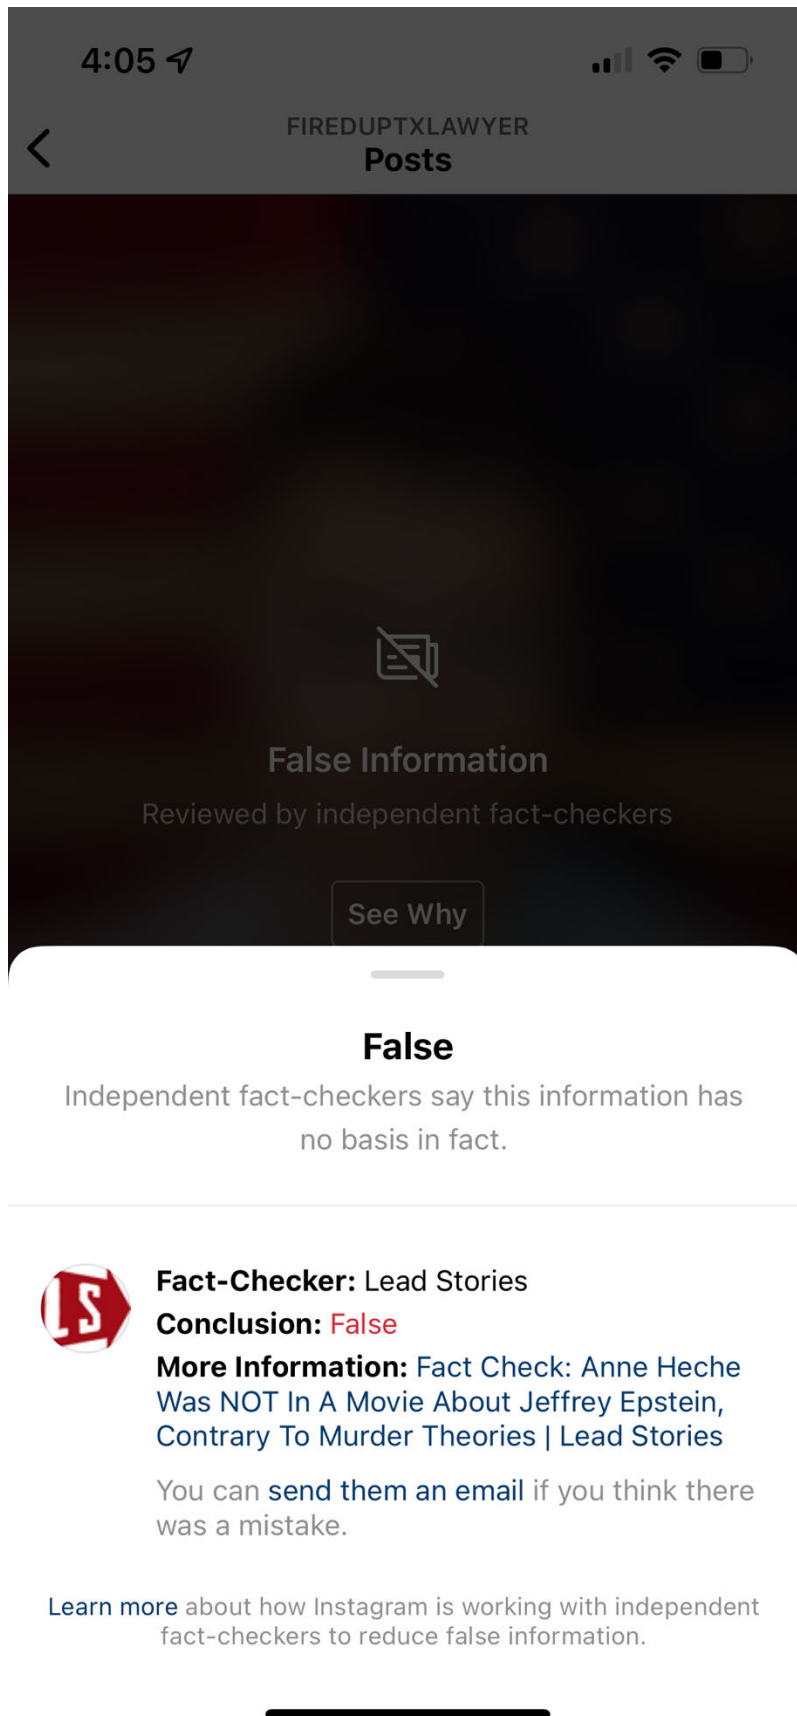 4:05
FIREDUPTXLAWYER
Posts
False Information
Reviewed by independent fact-checkers
See Why
False
Independent fact-checkers say this information has
no basis in fact.
LS
Fact-Checker: Lead Stories
Conclusion: False
More Information: Fact Check: Anne Heche
Was NOT In A Movie About Jeffrey Epstein,
Contrary To Murder Theories | Lead Stories
You can send them an email if you think there
was a mistake.
Learn more about how Instagram is working with independent
fact-checkers to reduce false information.